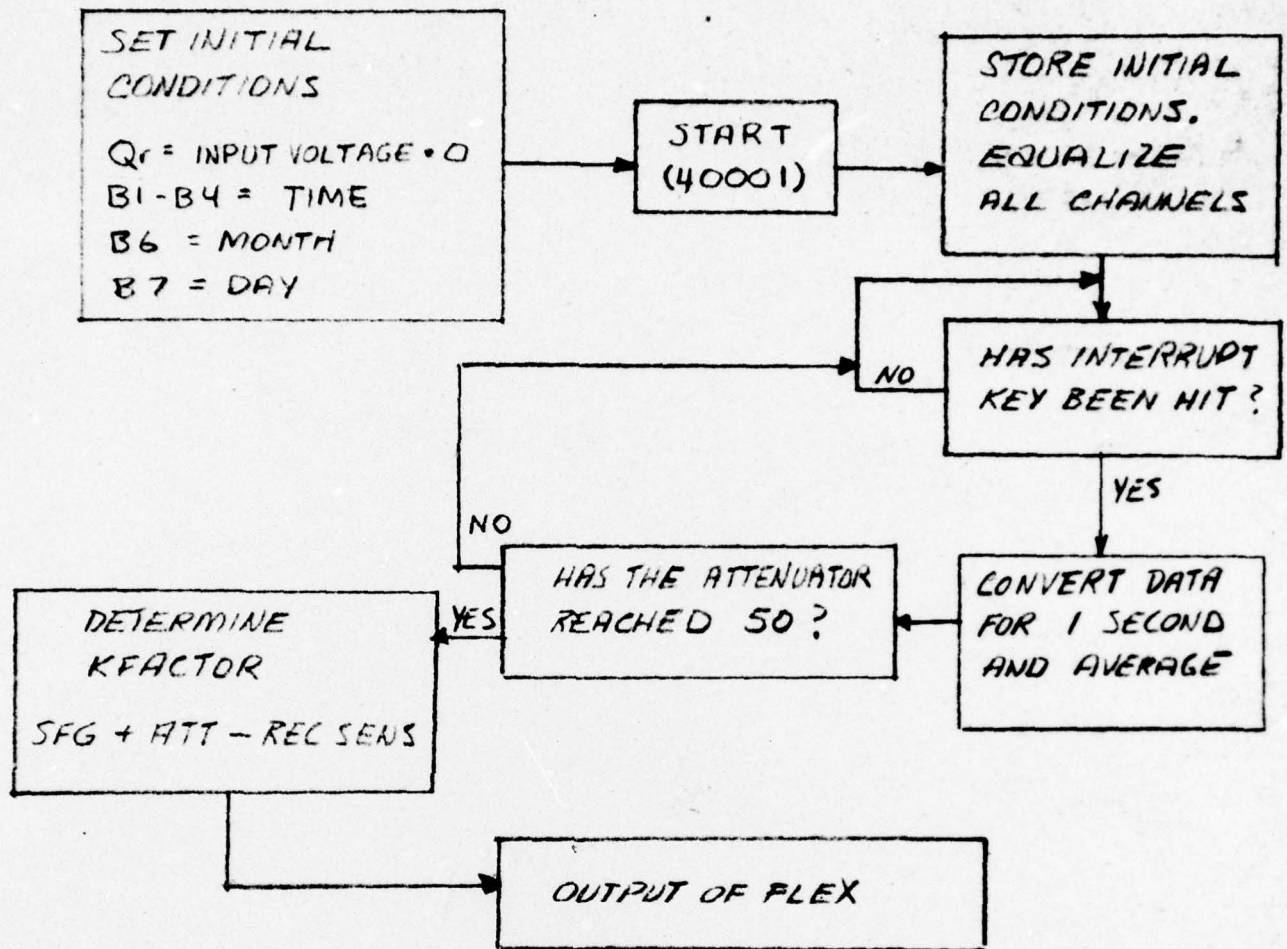 SET INITIAL
CONDITIONS
Qr = INPUT VOLTAGE • 0
B1-B4 = TIME
B6 = MONTH
B7 = DAY
START
(40001)
STORE INITIAL
CONDITIONS.
EQUALIZE
ALL CHANNELS
HAS INTERRUPT
KEY BEEN HIT?
NO
YES
CONVERT DATA
FOR 1 SECOND
AND AVERAGE
HAS THE ATTENUATOR
REACHED 50?
NO
YES
DETERMINE
KFACTOR
SFG + ATT - REC SENS
OUTPUT OF FLEX